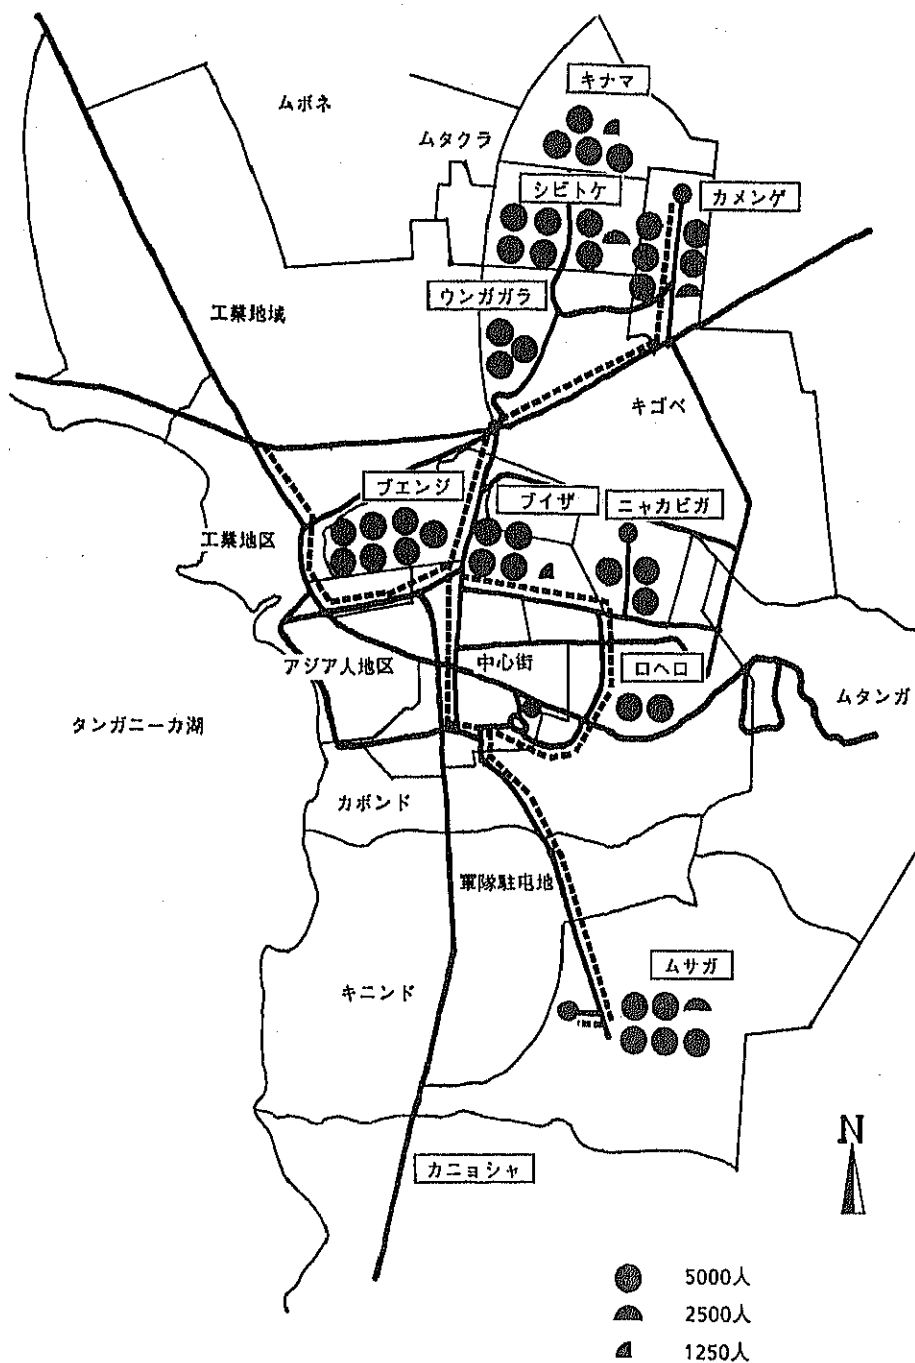 キナマ
ムボネ
ムタクラ
シビトケ
カメンゲ
ウンガガラ
工業地域
キゴベ
ブエンジ
ブイザ
ニャカビガ
工業地区
アジア人地区
中心街
ロヘロ
ムタンガ
タンガニーカ湖
カボンド
軍隊駐屯地
ムサガ
キニンド
N
カニョシャ
5000人
2500人
1250人